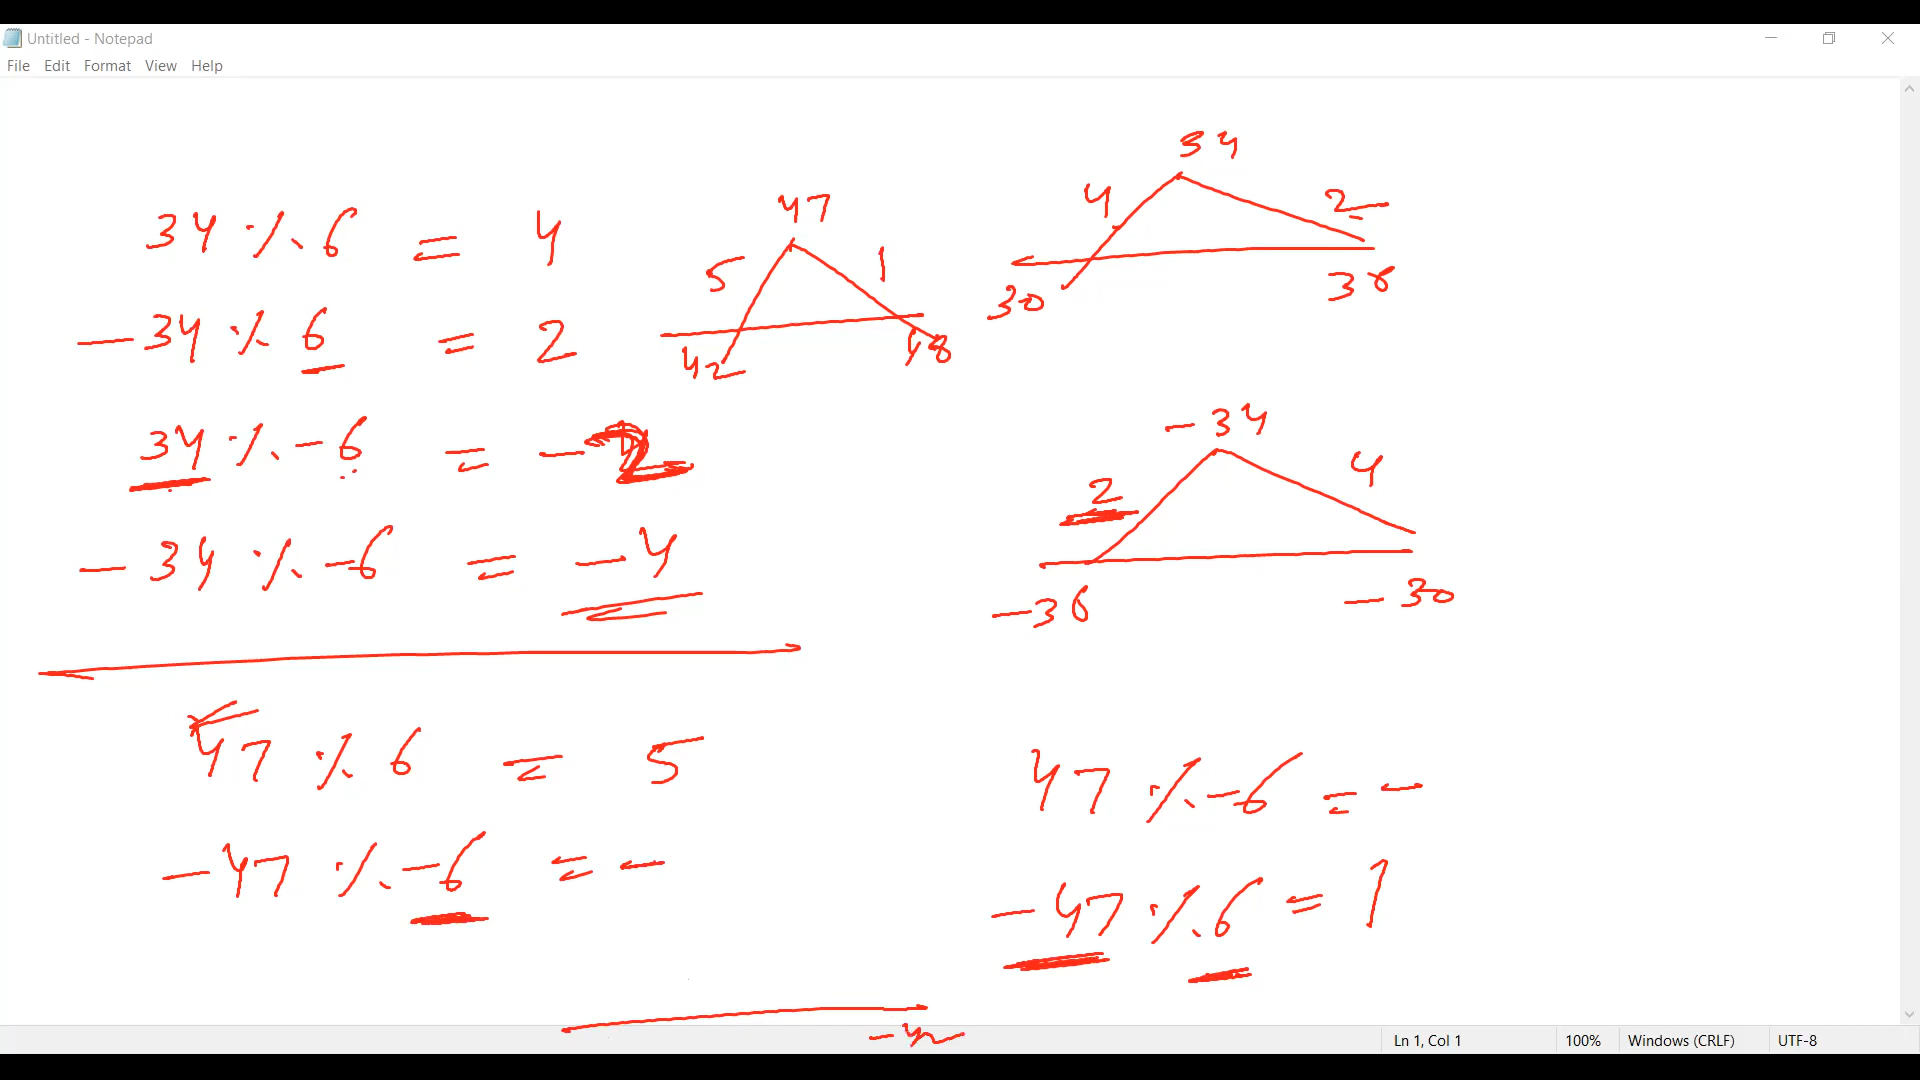 Untitled - Notepad
File Edit Format View Help
34 % 6 = 4
-34 % 6 = 2
34 % -6 = -2
-34 % -6 = -4
47
5 1
42 48
34
4 2
30 36
-34
2 4
-36 -30
47 % 6 = 5
-47 % -6 = -
47 % -6 = -
-47 % 6 = 1
Ln 1, Col 1 100% Windows (CRLF) UTF-8